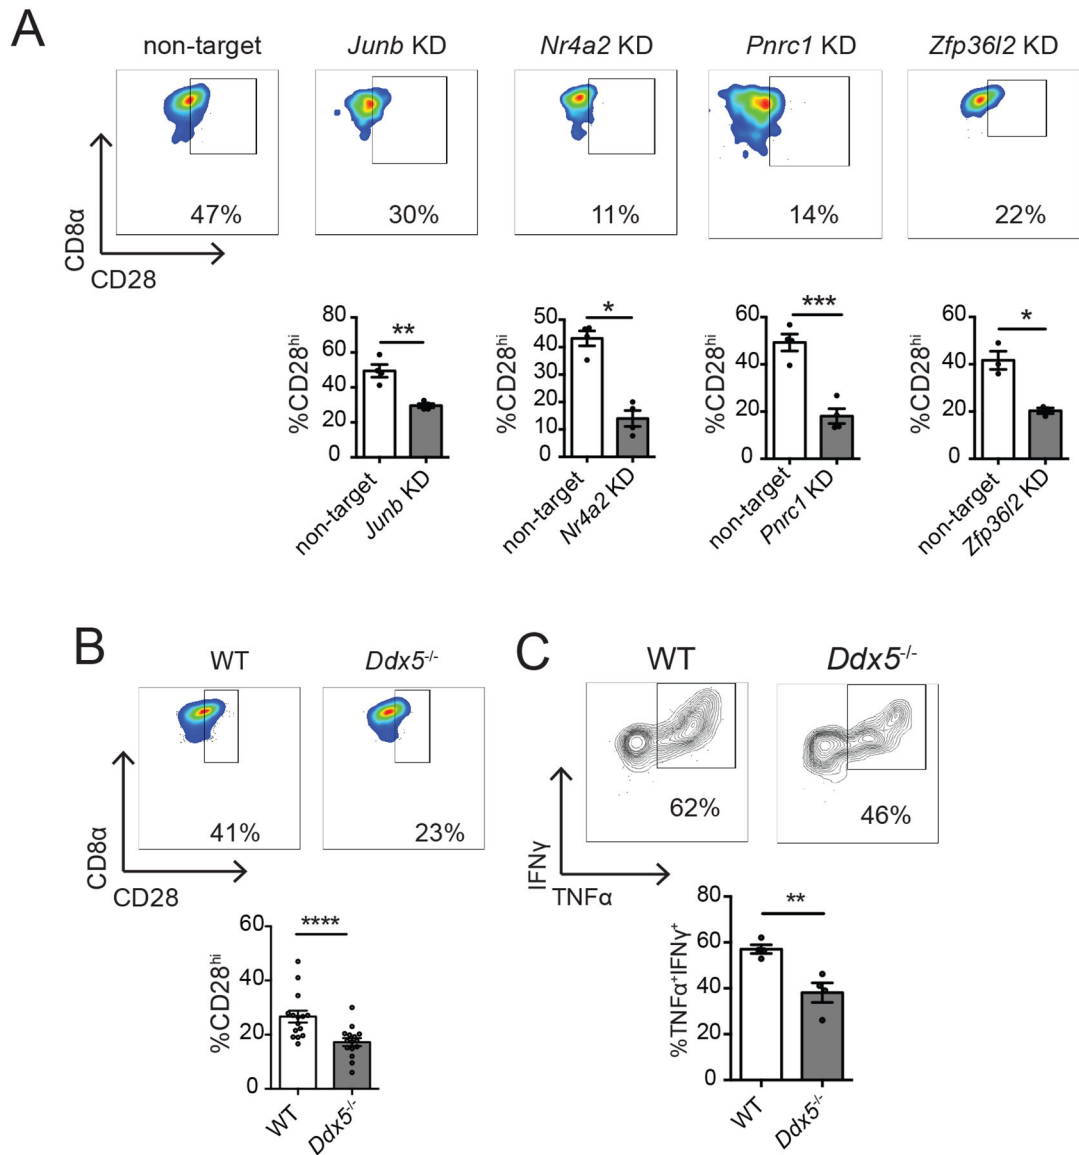 A
non-target
Junb KD
Nr4a2 KD
Pnrc1 KD
Zfp36l2 KD
47%
30%
11%
14%
22%
CD8α
CD28
%CD28hi
80
60
40
20
0
**
non-target
Junb KD
%CD28hi
50
40
30
20
10
0
*
non-target
Nr4a2 KD
%CD28hi
60
40
20
0
***
non-target
Pnrc1 KD
%CD28hi
60
40
20
0
*
non-target
Zfp36l2 KD
B
WT
Ddx5-/-
41%
23%
CD8α
CD28
%CD28hi
60
40
20
0
****
WT
Ddx5-/-
C
WT
Ddx5-/-
62%
46%
IFNγ
TNFα
%TNFα+IFNγ+
80
60
40
20
0
**
WT
Ddx5-/-